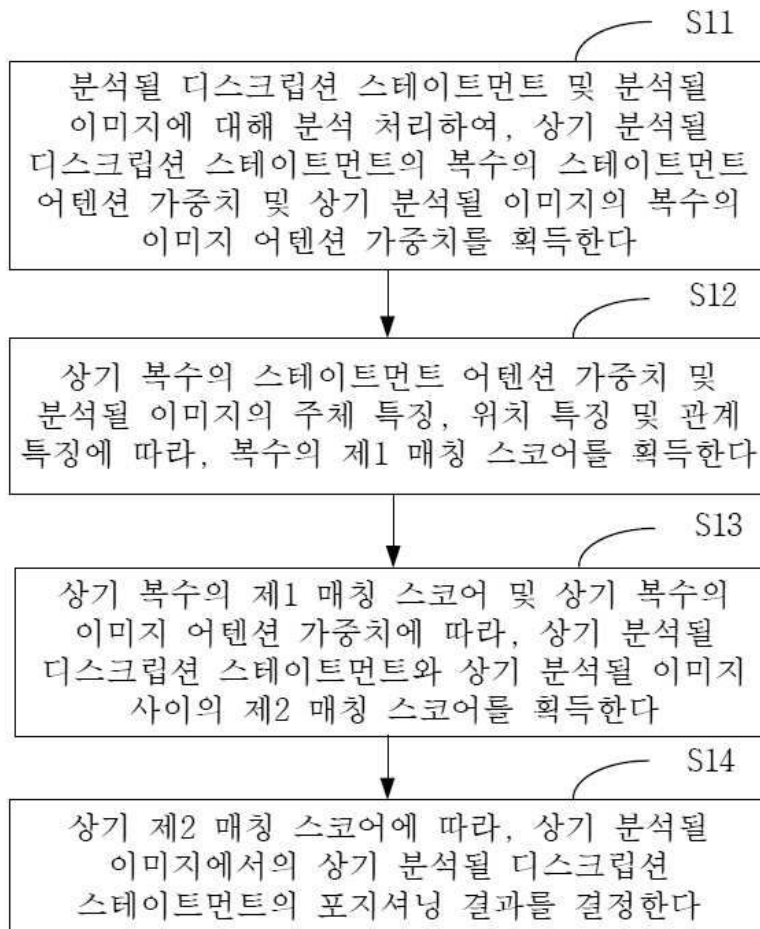 S11
분석될 디스크립션 스테이트먼트 및 분석될
이미지에 대해 분석 처리하여, 상기 분석될
디스크립션 스테이트먼트의 복수의 스테이트먼트
어텐션 가중치 및 상기 분석될 이미지의 복수의
이미지 어텐션 가중치를 획득한다
S12
상기 복수의 스테이트먼트 어텐션 가중치 및
분석될 이미지의 주체 특징, 위치 특징 및 관계
특징에 따라, 복수의 제1 매칭 스코어를 획득한다
S13
상기 복수의 제1 매칭 스코어 및 상기 복수의
이미지 어텐션 가중치에 따라, 상기 분석될
디스크립션 스테이트먼트와 상기 분석될 이미지
사이의 제2 매칭 스코어를 획득한다
S14
상기 제2 매칭 스코어에 따라, 상기 분석될
이미지에서의 상기 분석될 디스크립션
스테이트먼트의 포지셔닝 결과를 결정한다